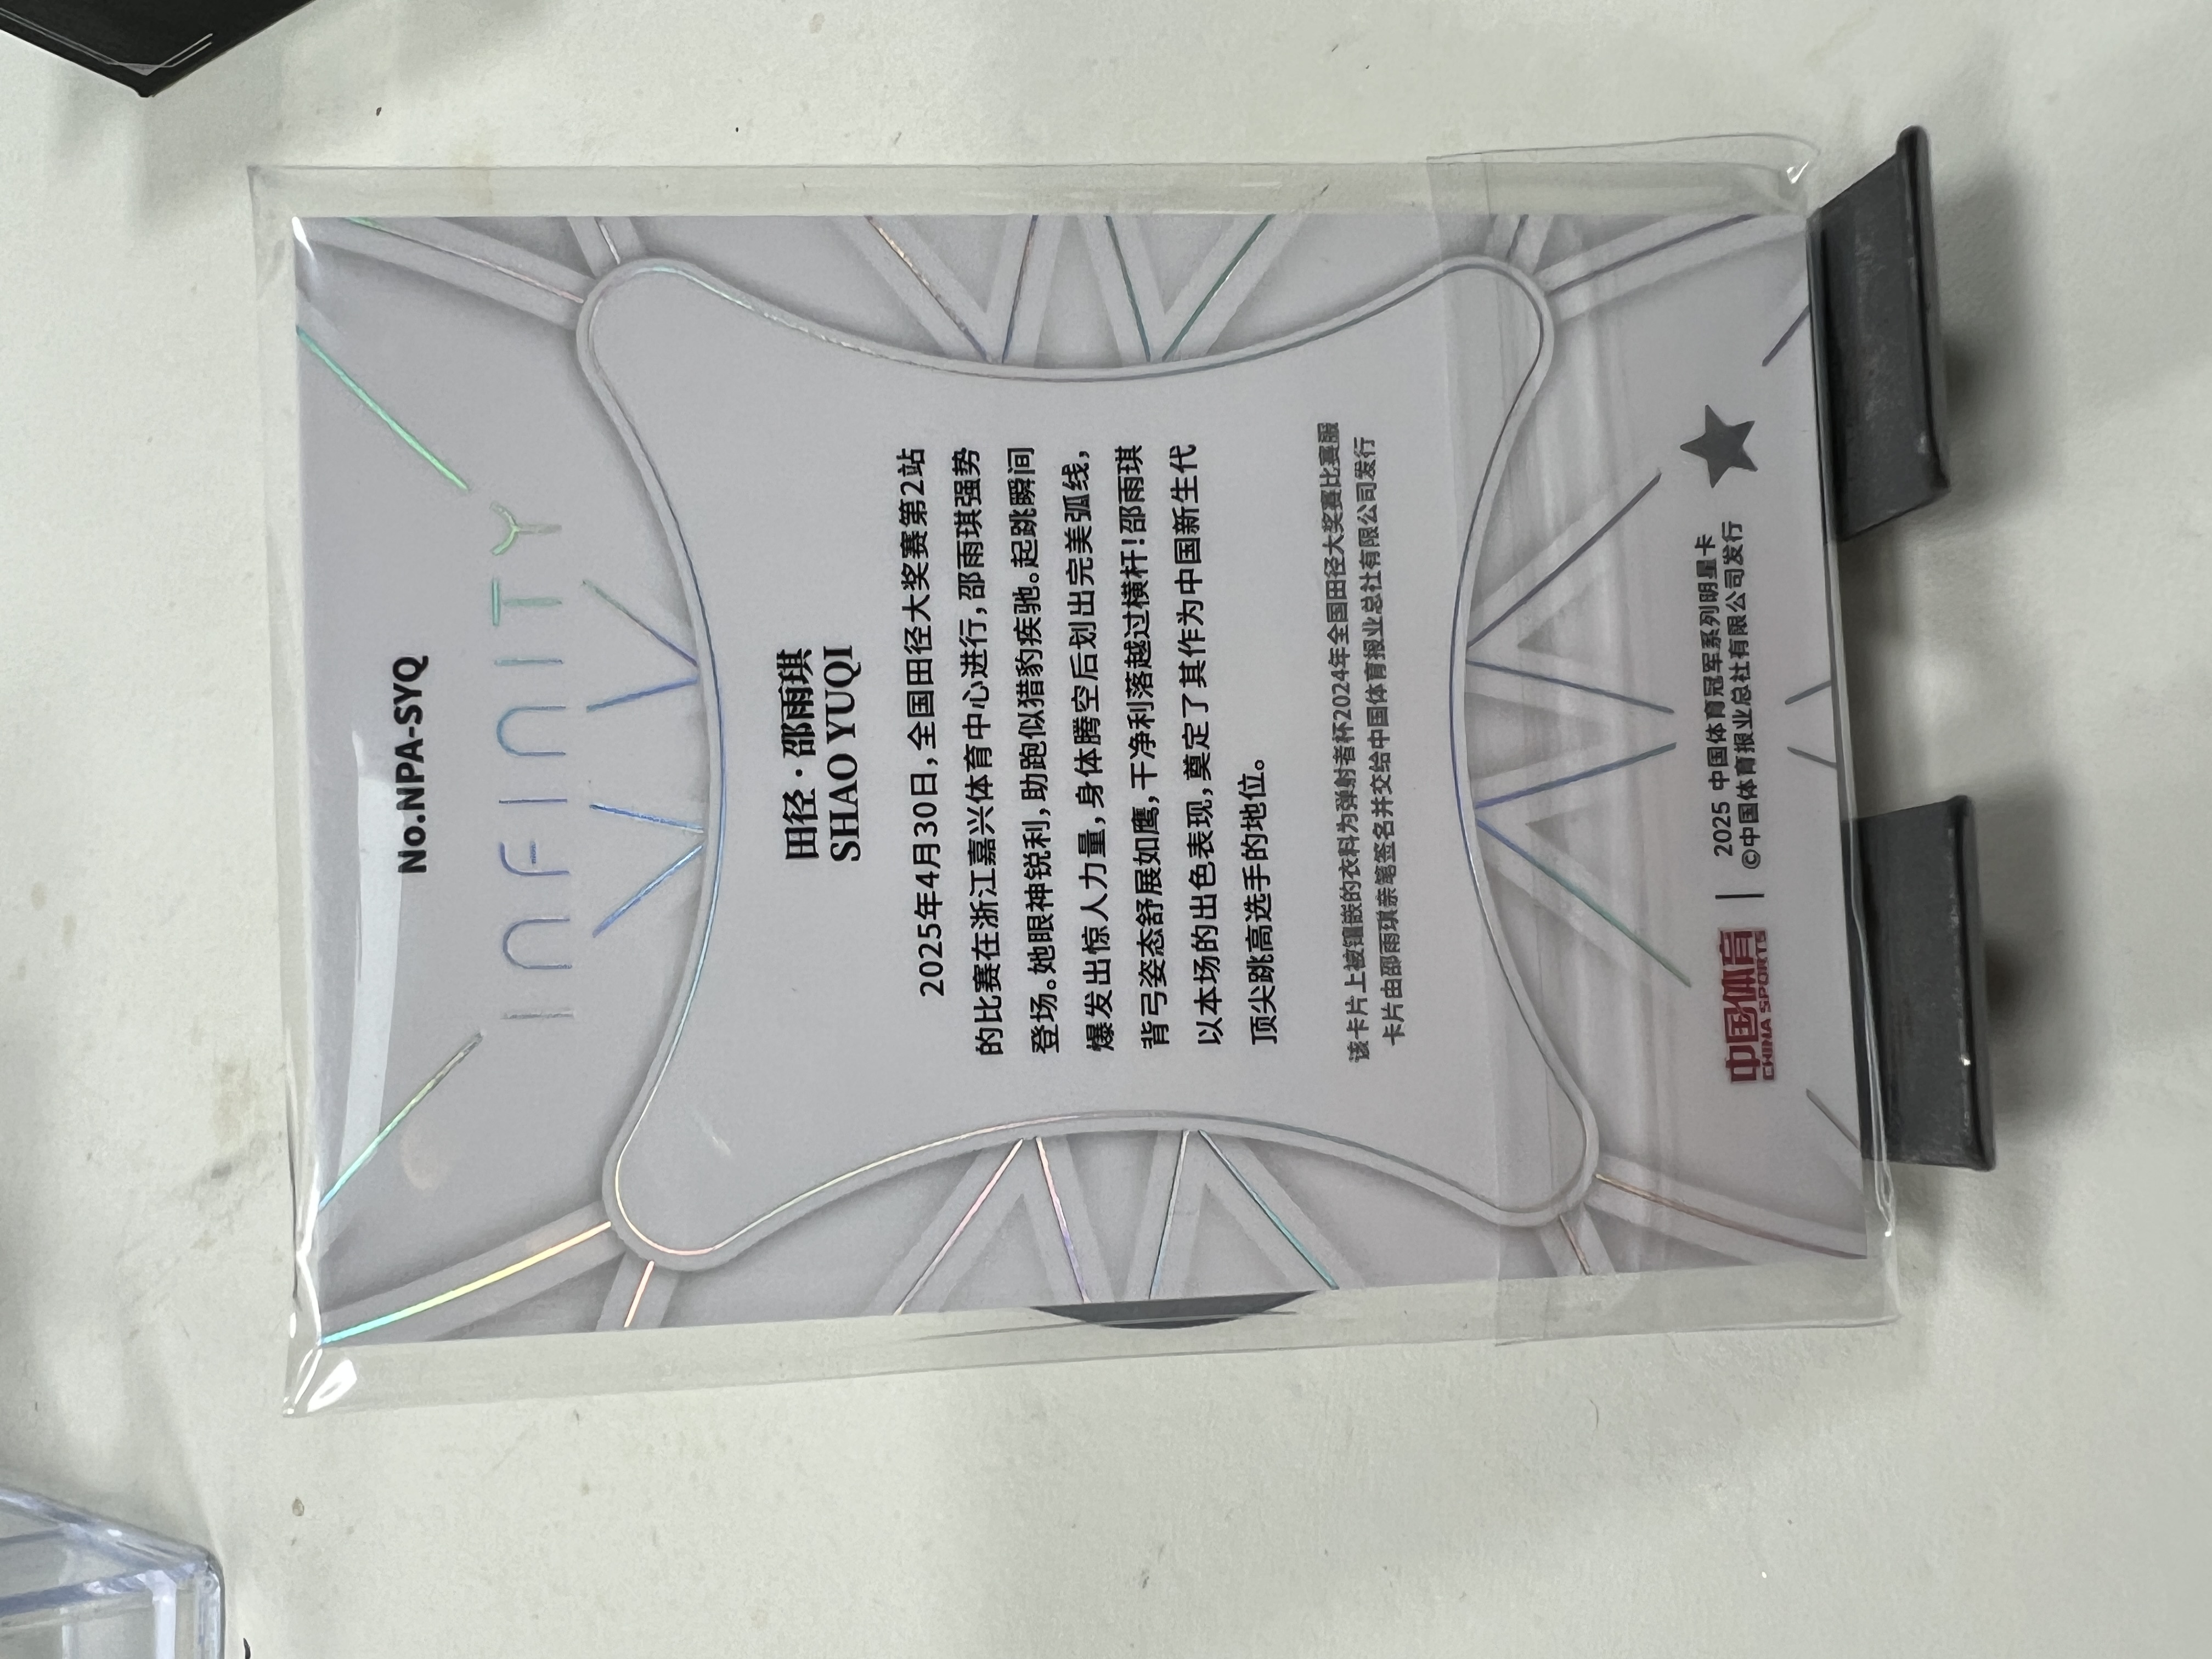 No.NPA-SYQ
INFINITY
田径·邵雨琪
SHAO YUQI
2025年4月30日,全国田径大奖赛第2站
的比赛在浙江嘉兴体育中心进行,邵雨琪强势
登场。她眼神锐利,助跑似猎豹疾驰。起跳瞬间
爆发出惊人力量,身体腾空后划出完美弧线,
背弓姿态舒展如鹰,干净利落越过横杆!邵雨琪
以本场的出色表现,奠定了其作为中国新生代
顶尖跳高选手的地位。
该卡片上被镶嵌的衣料为弹射者杯2024年全国田径大奖赛比赛服
卡片由邵雨琪亲笔签名并交给中国体育报业总社有限公司发行
中国体育
CHINA SPORTS
2025 中国体育冠军系列明星卡
©中国体育报业总社有限公司发行